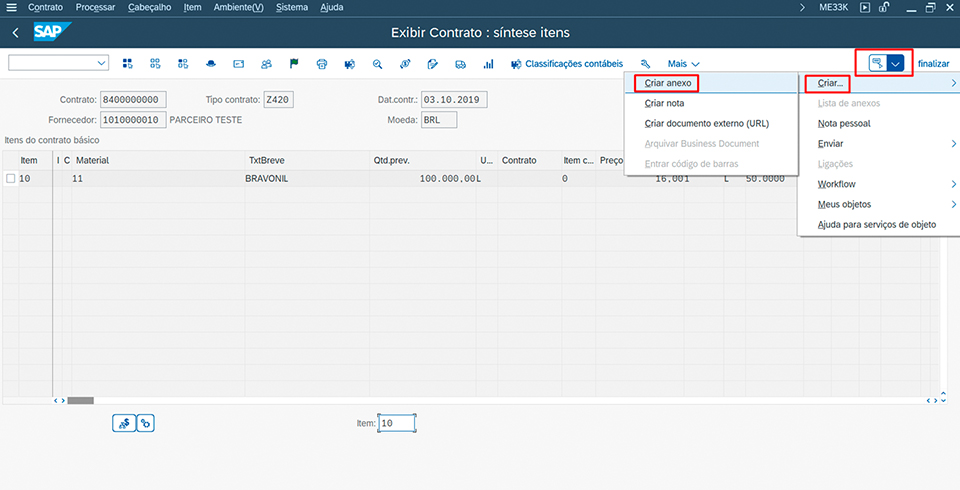 Contrato Processar Cabeçalho Item Ambiente(V) Sistema Ajuda ME33K
SAP Exibir Contrato : síntese itens
Classificações contábeis Mais finalizar
Criar anexo
Criar nota
Criar documento externo (URL)
Arquivar Business Document
Entrar código de barras
Criar...
Lista de anexos
Nota pessoal
Enviar
Ligações
Workflow
Meus objetos
Ajuda para serviços de objeto
Contrato: 8400000000 Tipo contrato: Z420 Dat.contr.: 03.10.2019
Fornecedor: 1010000010 PARCEIRO TESTE Moeda: BRL
Itens do contrato básico
Item I C Material TxtBreve Qtd.prev. U... Contrato Item c... Preço
10 11 BRAVONIL 100.000,00 L 0 16,001 L 50.0000
Item: 10